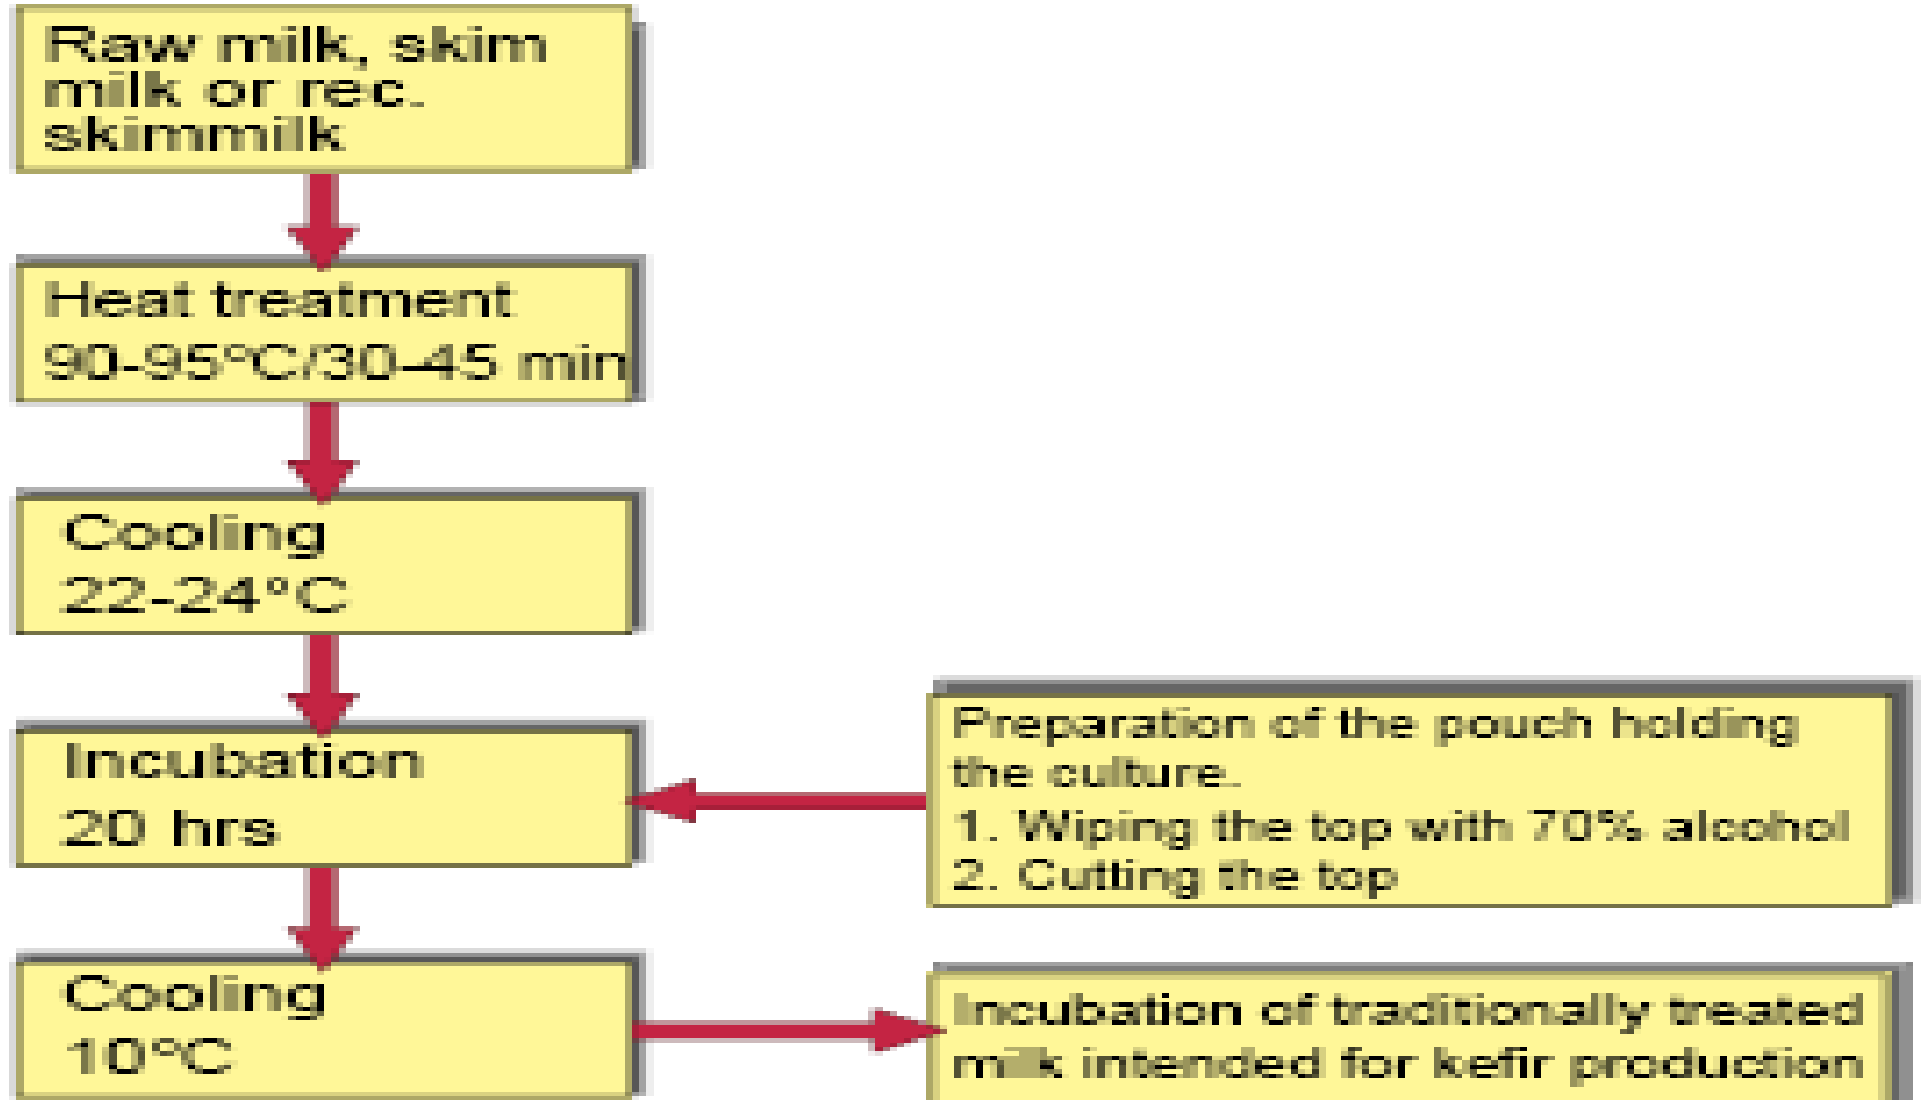 Raw milk, skim
milk or rec.
skimmilk
Heat treatment
90-95°C/30-45 min
Cooling
22-24°C
Incubation
20 hrs
Preparation of the pouch holding
the culture.
1. Wiping the top with 70% alcohol
2. Cutting the top
Cooling
10°C
Incubation of traditionally treated
milk intended for kefir production